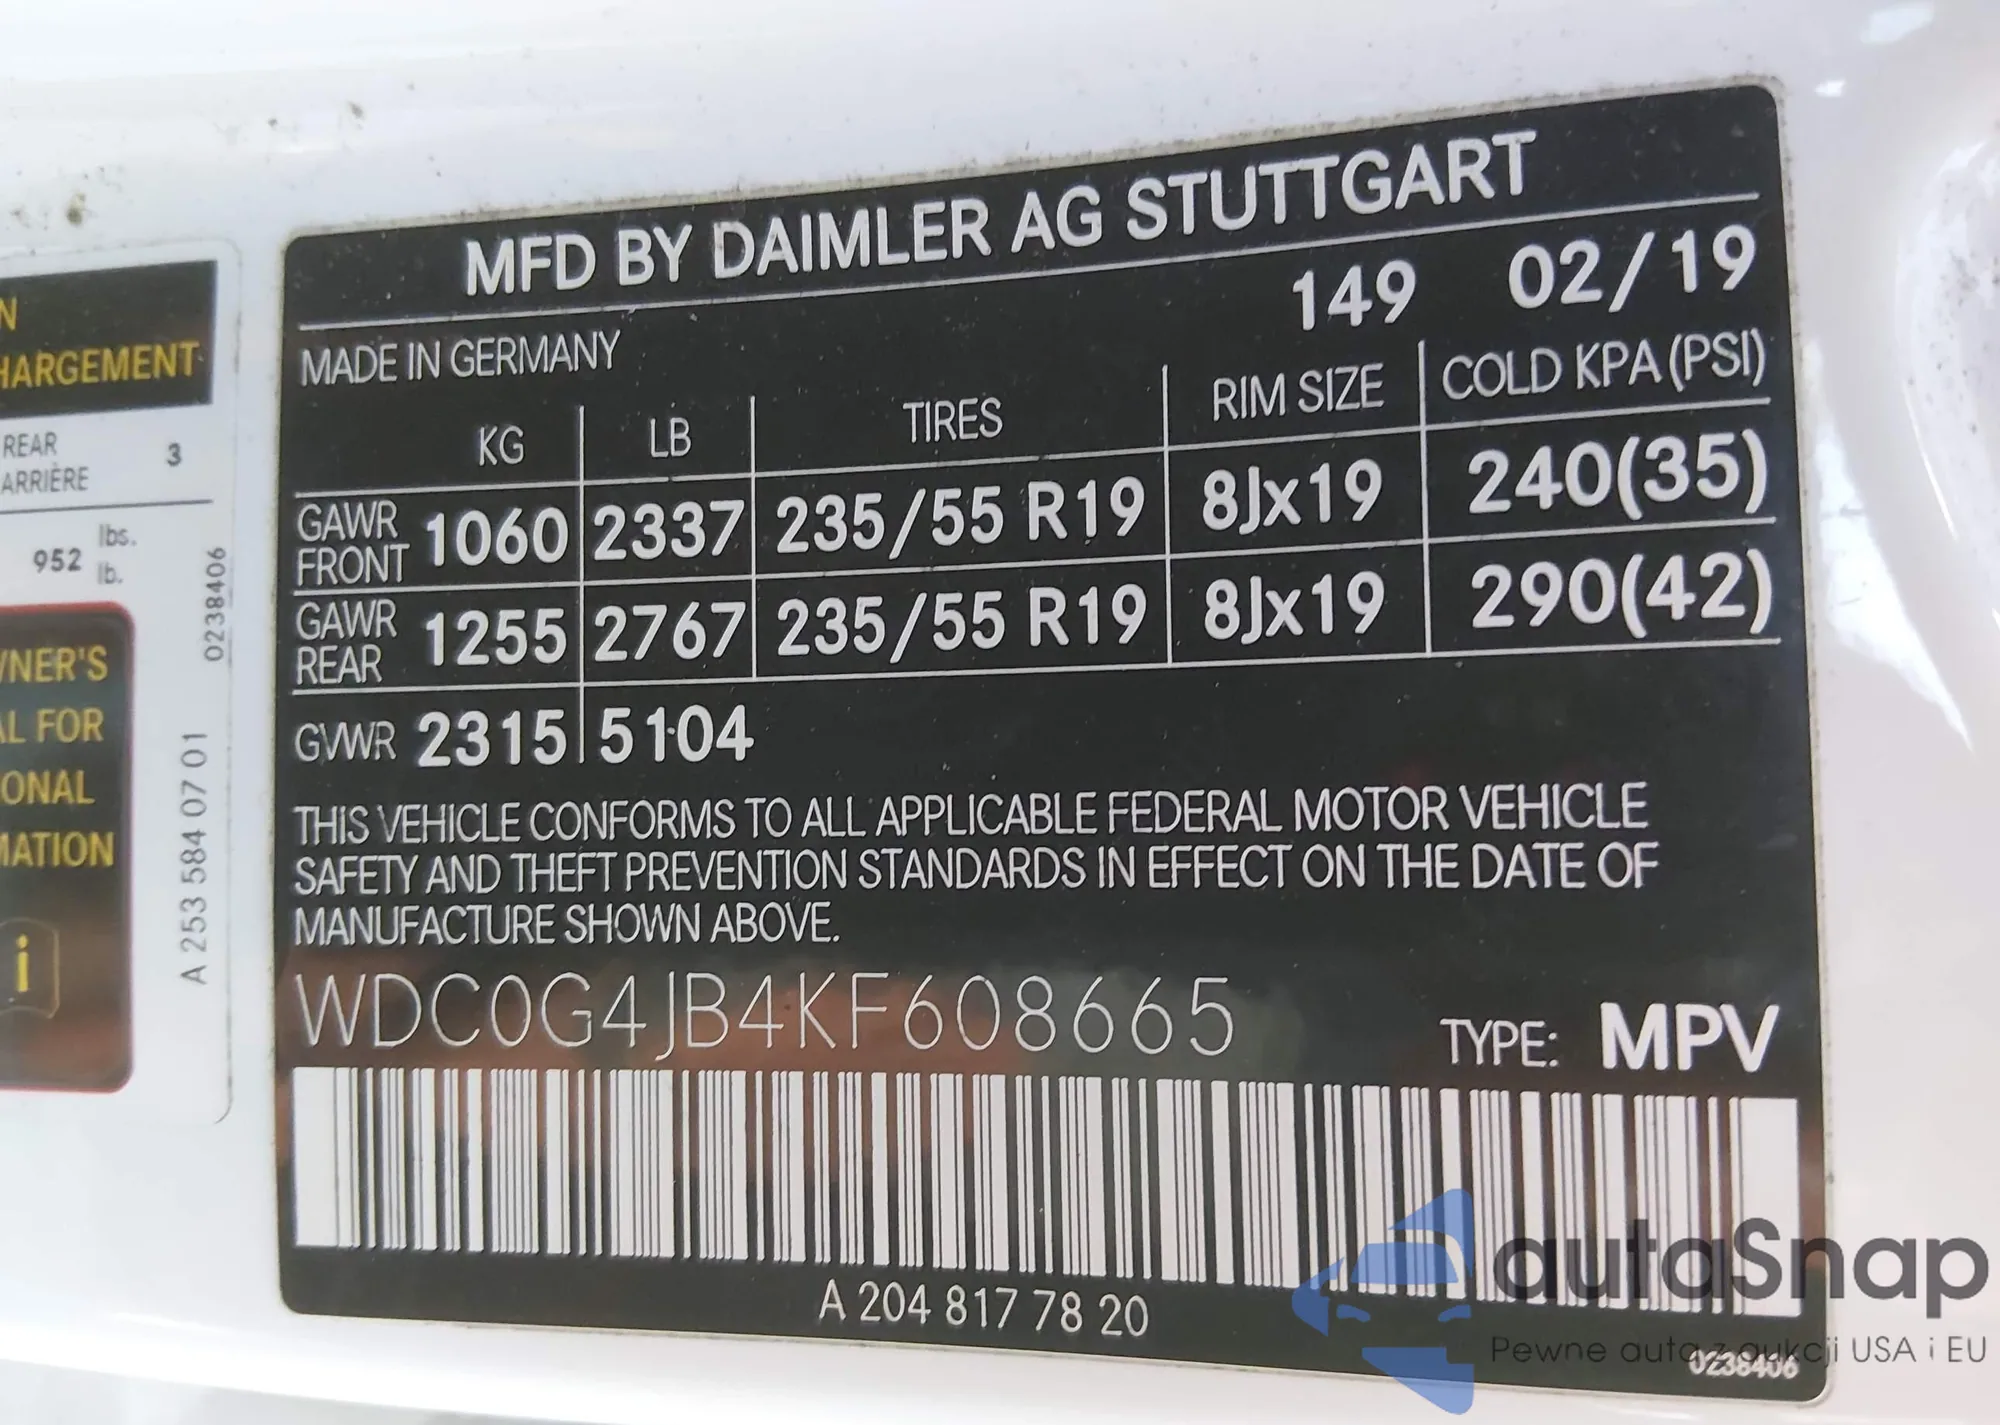 N
HARGEMENT
REAR
ARRIÈRE
3
952
lbs.
lb.
0238406
A 253 584 07 01
NER'S
AL FOR
ONAL
MATION
i
MFD BY DAIMLER AG STUTTGART
149 02/19
MADE IN GERMANY
KG LB TIRES RIM SIZE COLD KPA(PSI)
GAWR FRONT 1060 2337 235/55 R19 8Jx19 240(35)
GAWR REAR 1255 2767 235/55 R19 8Jx19 290(42)
GVWR 2315 5104
THIS VEHICLE CONFORMS TO ALL APPLICABLE FEDERAL MOTOR VEHICLE
SAFETY AND THEFT PREVENTION STANDARDS IN EFFECT ON THE DATE OF
MANUFACTURE SHOWN ABOVE.
WDC0G4JB4KF608665
TYPE: MPV
A 204 817 78 20
0238406
autaSnap
Pewne auta z aukcji USA i EU